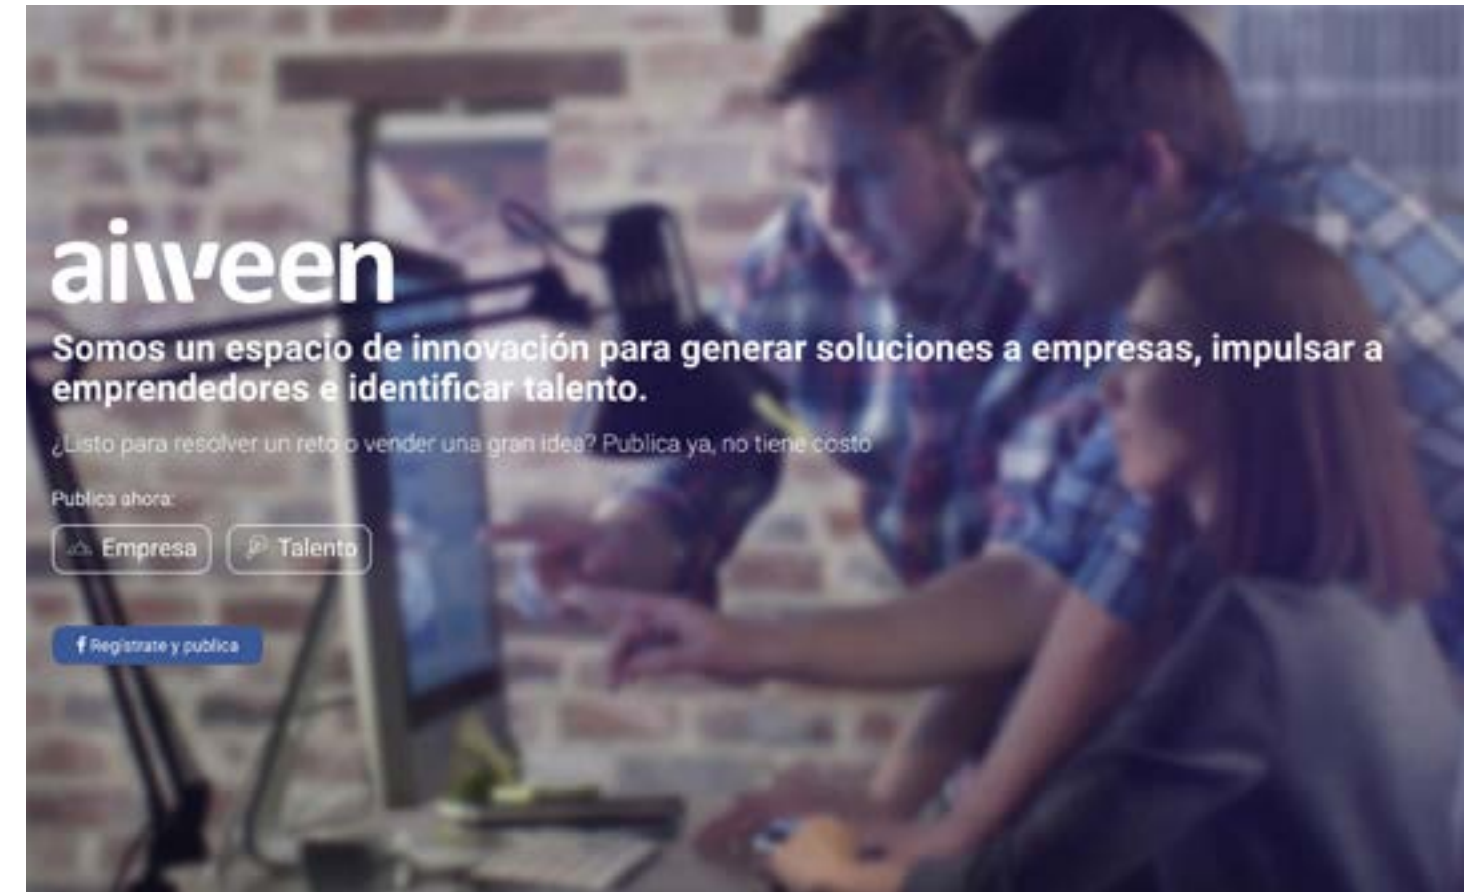 aiween
Somos un espacio de innovación para generar soluciones a empresas, impulsar a
emprendedores e identificar talento.
¿Listo para resolver un reto o vender una gran idea? Publica ya, no tiene costo
Publica ahora:
Empresa
Talento
f Regístrate y publica